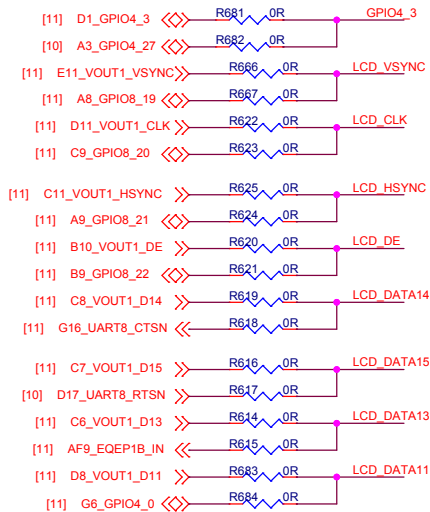 [11] D1_GPIO4_3 R681 0R GPIO4_3
[10] A3_GPIO4_27 R682 0R
[11] E11_VOUT1_VSYNC R666 0R LCD_VSYNC
[11] A8_GPIO8_19 R667 0R
[11] D11_VOUT1_CLK R622 0R LCD_CLK
[11] C9_GPIO8_20 R623 0R
[11] C11_VOUT1_HSYNC R625 0R LCD_HSYNC
[11] A9_GPIO8_21 R624 0R
[11] B10_VOUT1_DE R620 0R LCD_DE
[11] B9_GPIO8_22 R621 0R
[11] C8_VOUT1_D14 R619 0R LCD_DATA14
[11] G16_UART8_CTSN R618 0R
[11] C7_VOUT1_D15 R616 0R LCD_DATA15
[10] D17_UART8_RTSN R617 0R
[11] C6_VOUT1_D13 R614 0R LCD_DATA13
[11] AF9_EQEP1B_IN R615 0R
[11] D8_VOUT1_D11 R683 0R LCD_DATA11
[11] G6_GPIO4_0 R684 0R